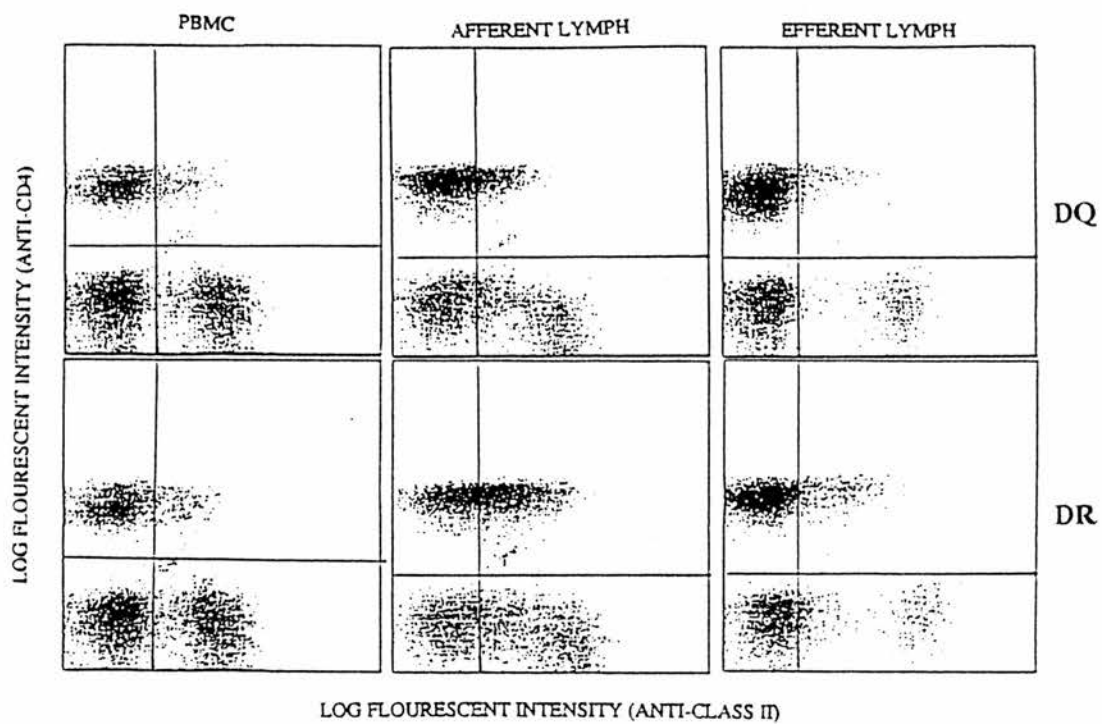 PBMC
AFFERENT LYMPH
EFFERENT LYMPH
LOG FLOURESCENT INTENSITY (ANTI-CD4)
DQ
DR
LOG FLOURESCENT INTENSITY (ANTI-CLASS II)